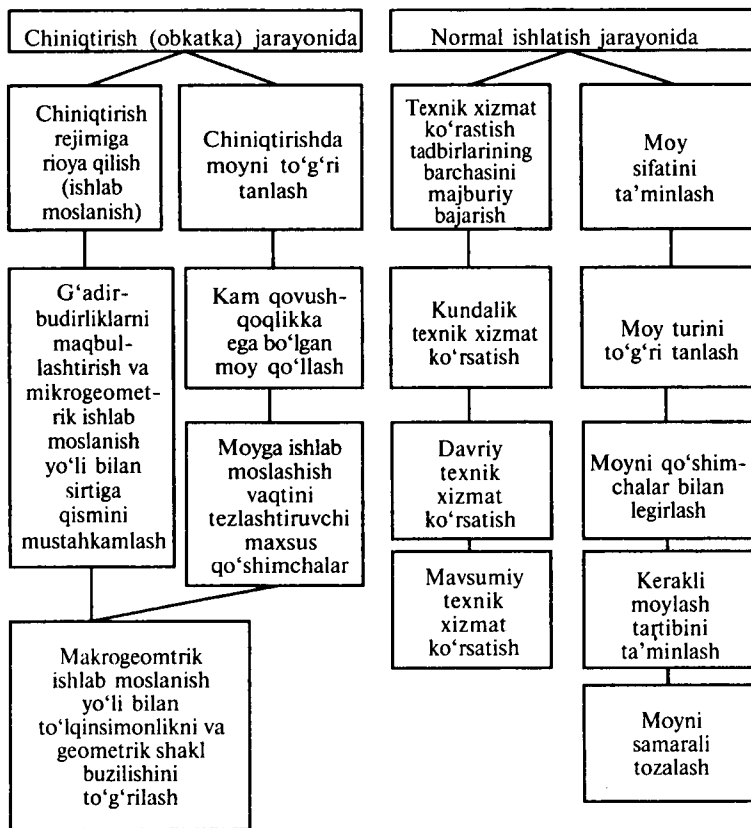 Chiniqtirish (obkatka) jarayonida
Normal ishlatish jarayonida
Chiniqtirish
rejimiga
rioya qilish
(ishlab
moslanish)
Chiniqtirishda
moyni to‘g‘ri
tanlash
Texnik xizmat
ko‘rastish
tadbirlarining
barchasini
majburiy
bajarish
Moy
sifatini
ta’minlash
G‘adir-
budirliklarni
maqbul-
lashtirish va
mikrogeomet-
rik ishlab
moslanish
yo‘li bilan
sirtiga
qismini
mustahkamlash
Kam qovush-
qoqlikka
ega bo‘lgan
moy qo‘llash
Kundalik
texnik xizmat
ko‘rsatish
Moy turini
to‘g‘ri tanlash
Moyga ishlab
moslashish
vaqtini
tezlashtiruvchi
maxsus
qo‘shimchalar
Davriy
texnik
xizmat
ko‘rsatish
Moyni qo‘shim-
chalar bilan
legirlash
Mavsumiy
texnik
xizmat
ko‘rsatish
Kerakli
moylash
tartibini
ta’minlash
Makrogeomtrik
ishlab moslanish
yo‘li bilan
to‘lqinsimonlikni va
geometrik shakl
buzilishini
to‘g‘rilash
Moyni
samarali
tozalash